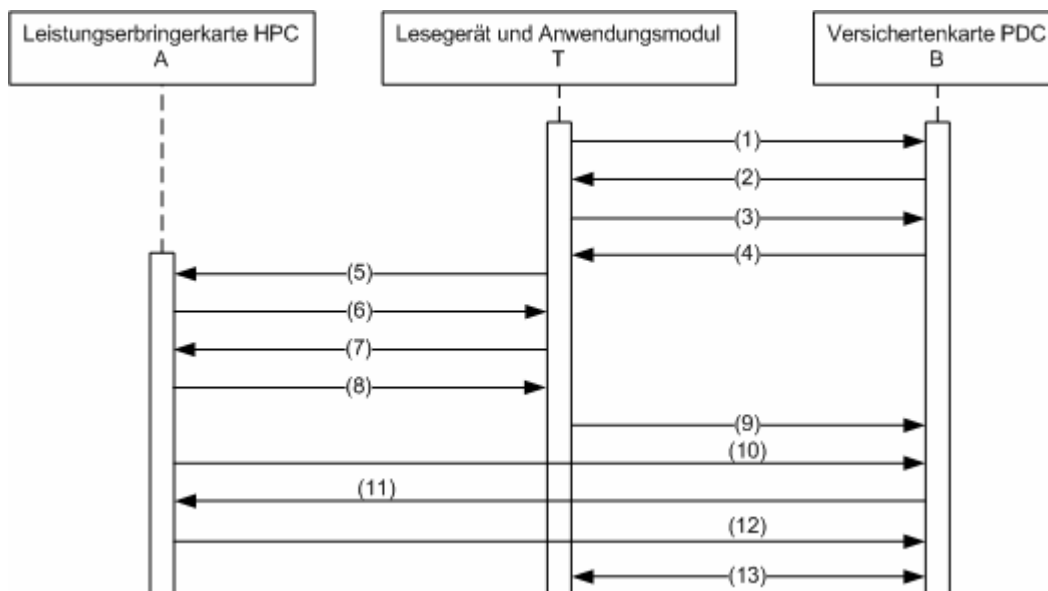 Leistungserbringerkarte HPC
A
Lesegerät und Anwendungsmodul
T
Versichertenkarte PDC
B
(1)
(2)
(3)
(4)
(5)
(6)
(7)
(8)
(9)
(10)
(11)
(12)
(13)